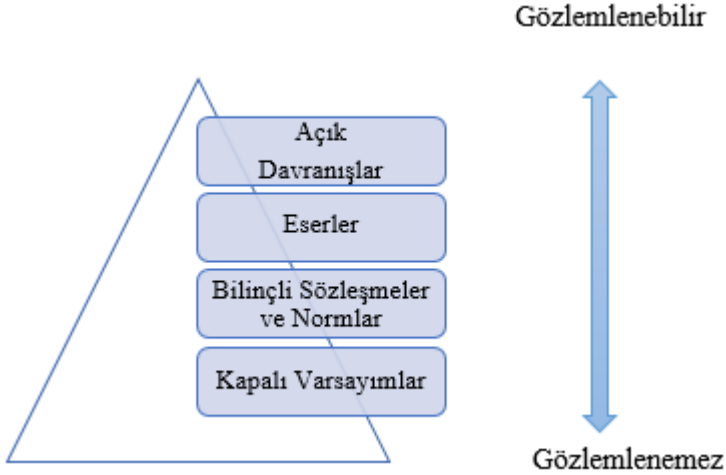 Gözlemlenebilir
Açık
Davranışlar
Eserler
Bilinçli Sözleşmeler
ve Normlar
Kapalı Varsayımlar
Gözlemlenemez